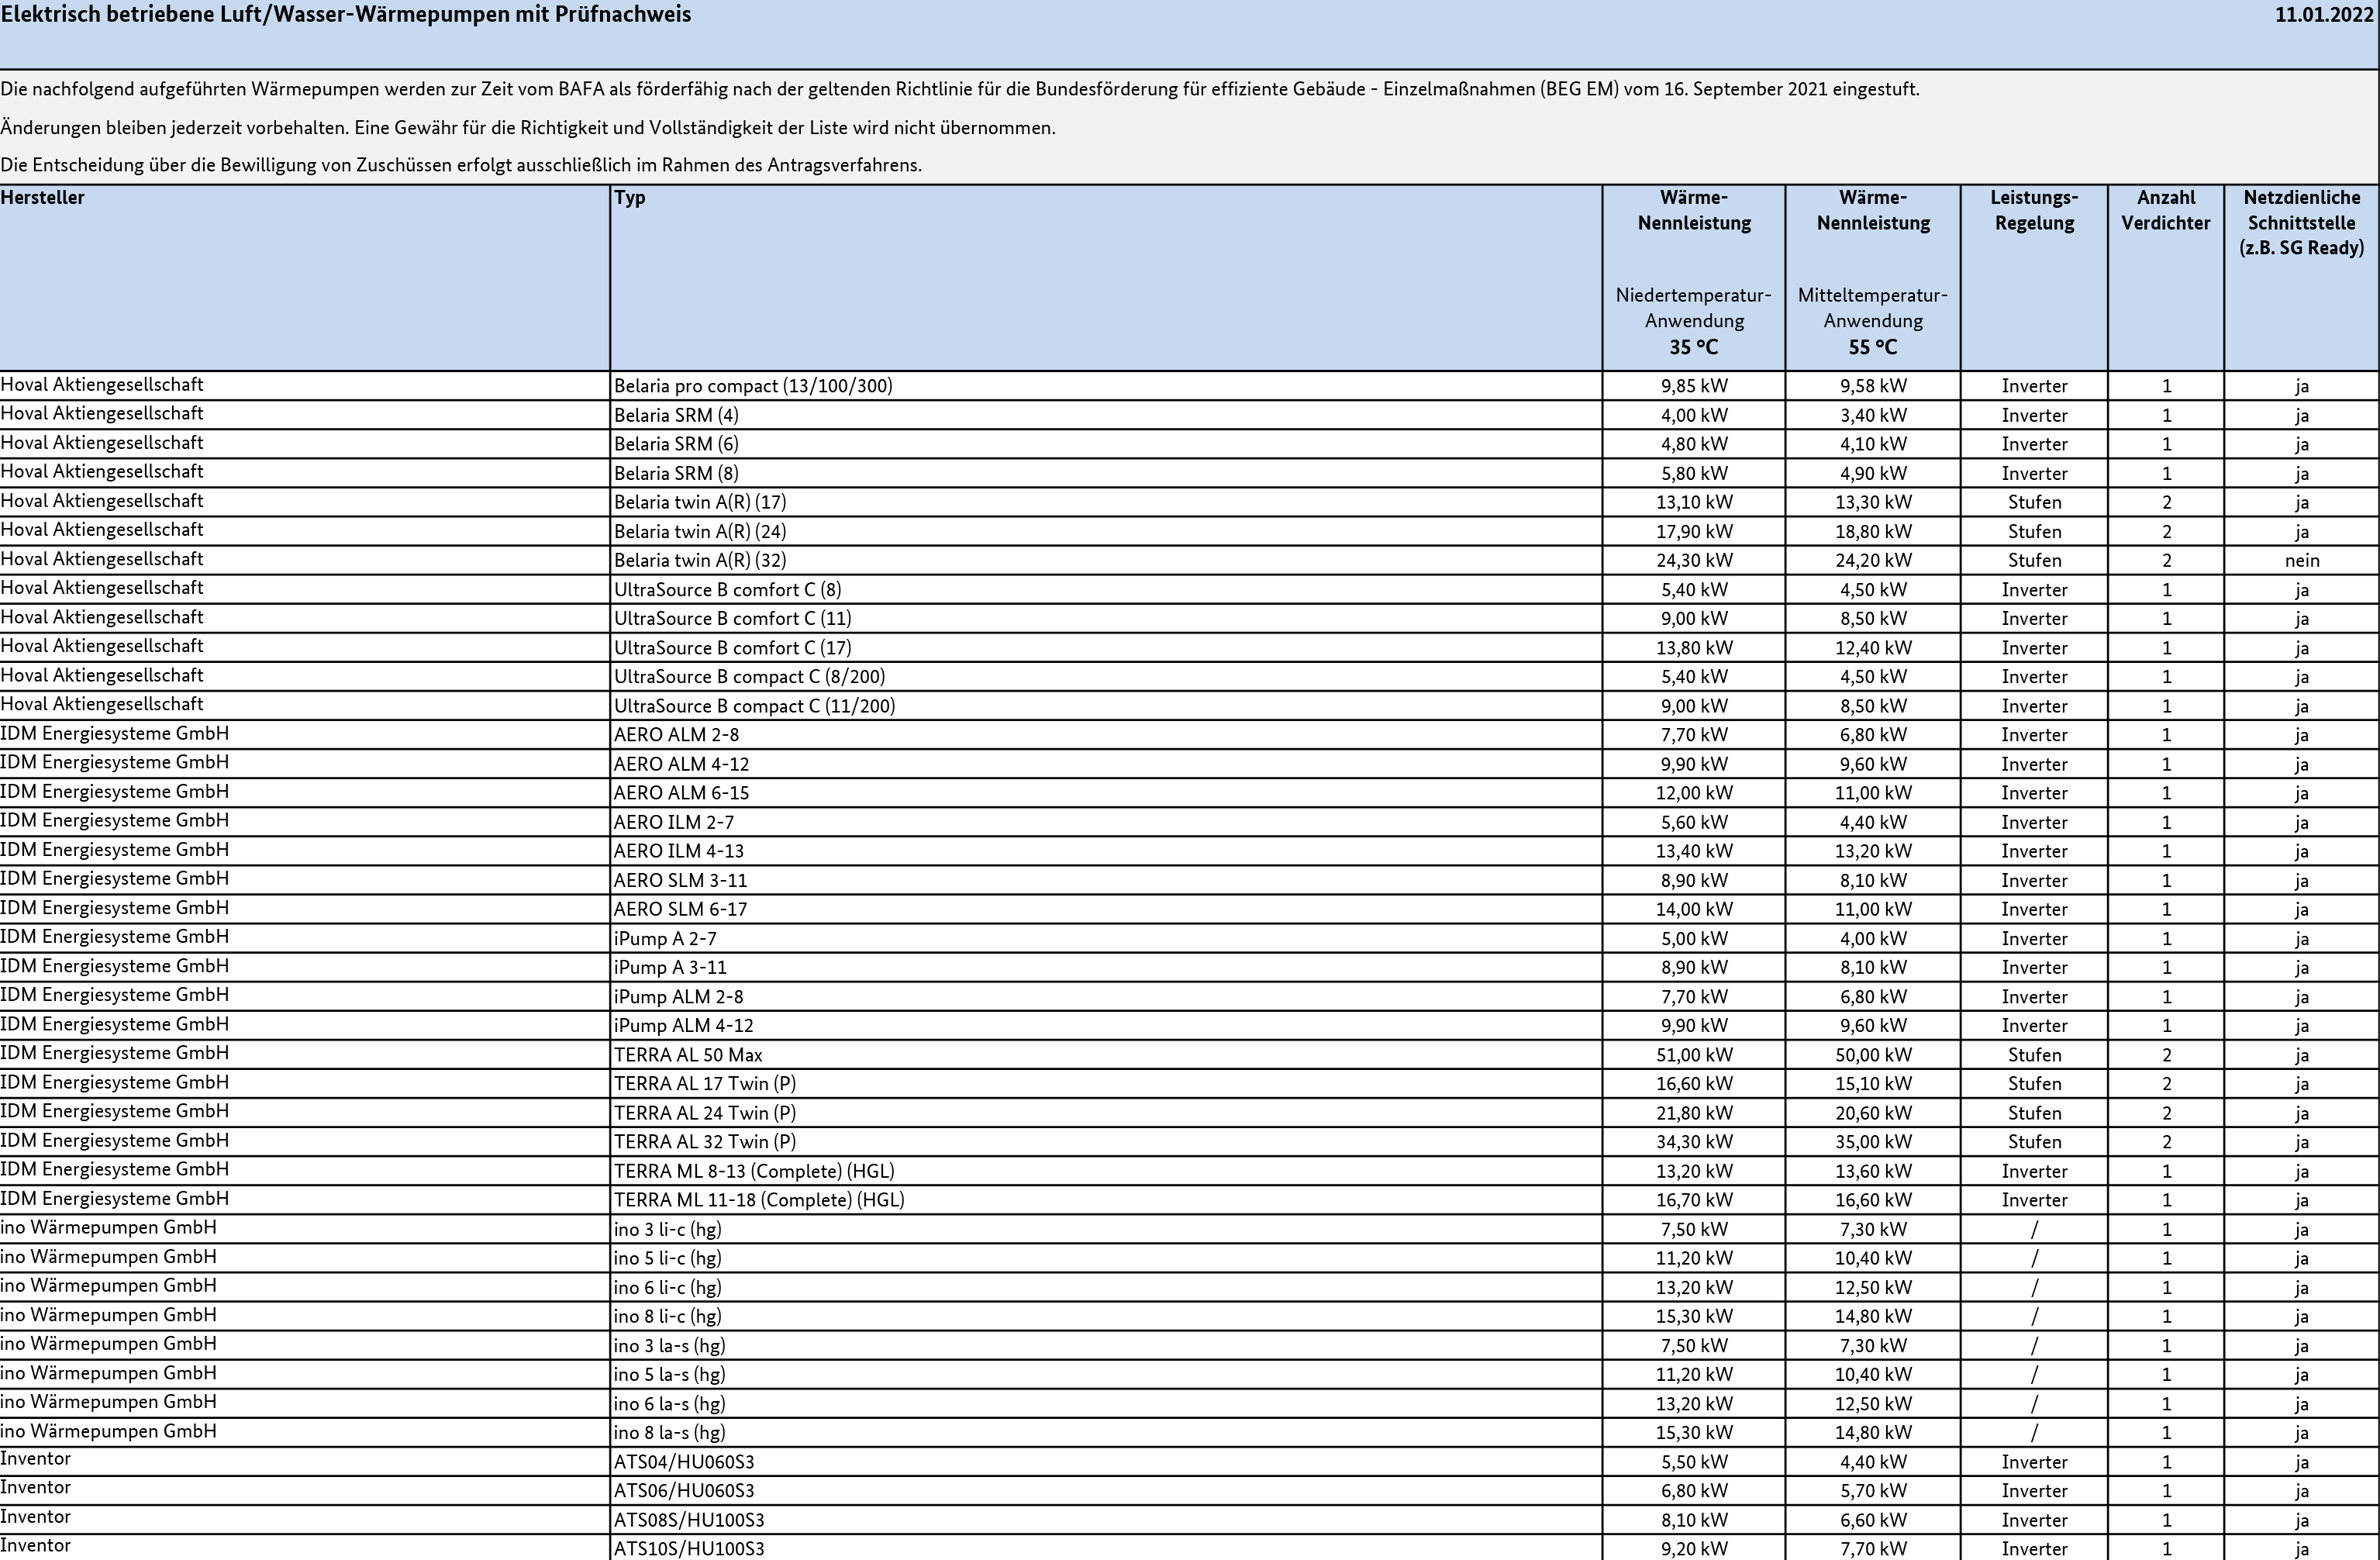 Elektrisch betriebene Luft/Wasser-Wärmepumpen mit Prüfnachweis 11.01.2022
Die nachfolgend aufgeführten Wärmepumpen werden zur Zeit vom BAFA als förderfähig nach der geltenden Richtlinie für die Bundesförderung für effiziente Gebäude - Einzelmaßnahmen (BEG EM) vom 16. September 2021 eingestuft.
Änderungen bleiben jederzeit vorbehalten. Eine Gewähr für die Richtigkeit und Vollständigkeit der Liste wird nicht übernommen.
Die Entscheidung über die Bewilligung von Zuschüssen erfolgt ausschließlich im Rahmen des Antragsverfahrens.
Hersteller Typ Wärme- Wärme- Leistungs- Anzahl Netzdienliche
Nennleistung Nennleistung Regelung Verdichter Schnittstelle
(z.B. SG Ready)
Niedertemperatur- Mitteltemperatur-
Anwendung Anwendung
35 °C 55 °C
Hoval Aktiengesellschaft Belaria pro compact (13/100/300) 9,85 kW 9,58 kW Inverter 1 ja
Hoval Aktiengesellschaft Belaria SRM (4) 4,00 kW 3,40 kW Inverter 1 ja
Hoval Aktiengesellschaft Belaria SRM (6) 4,80 kW 4,10 kW Inverter 1 ja
Hoval Aktiengesellschaft Belaria SRM (8) 5,80 kW 4,90 kW Inverter 1 ja
Hoval Aktiengesellschaft Belaria twin A(R) (17) 13,10 kW 13,30 kW Stufen 2 ja
Hoval Aktiengesellschaft Belaria twin A(R) (24) 17,90 kW 18,80 kW Stufen 2 ja
Hoval Aktiengesellschaft Belaria twin A(R) (32) 24,30 kW 24,20 kW Stufen 2 nein
Hoval Aktiengesellschaft UltraSource B comfort C (8) 5,40 kW 4,50 kW Inverter 1 ja
Hoval Aktiengesellschaft UltraSource B comfort C (11) 9,00 kW 8,50 kW Inverter 1 ja
Hoval Aktiengesellschaft UltraSource B comfort C (17) 13,80 kW 12,40 kW Inverter 1 ja
Hoval Aktiengesellschaft UltraSource B compact C (8/200) 5,40 kW 4,50 kW Inverter 1 ja
Hoval Aktiengesellschaft UltraSource B compact C (11/200) 9,00 kW 8,50 kW Inverter 1 ja
IDM Energiesysteme GmbH AERO ALM 2-8 7,70 kW 6,80 kW Inverter 1 ja
IDM Energiesysteme GmbH AERO ALM 4-12 9,90 kW 9,60 kW Inverter 1 ja
IDM Energiesysteme GmbH AERO ALM 6-15 12,00 kW 11,00 kW Inverter 1 ja
IDM Energiesysteme GmbH AERO ILM 2-7 5,60 kW 4,40 kW Inverter 1 ja
IDM Energiesysteme GmbH AERO ILM 4-13 13,40 kW 13,20 kW Inverter 1 ja
IDM Energiesysteme GmbH AERO SLM 3-11 8,90 kW 8,10 kW Inverter 1 ja
IDM Energiesysteme GmbH AERO SLM 6-17 14,00 kW 11,00 kW Inverter 1 ja
IDM Energiesysteme GmbH iPump A 2-7 5,00 kW 4,00 kW Inverter 1 ja
IDM Energiesysteme GmbH iPump A 3-11 8,90 kW 8,10 kW Inverter 1 ja
IDM Energiesysteme GmbH iPump ALM 2-8 7,70 kW 6,80 kW Inverter 1 ja
IDM Energiesysteme GmbH iPump ALM 4-12 9,90 kW 9,60 kW Inverter 1 ja
IDM Energiesysteme GmbH TERRA AL 50 Max 51,00 kW 50,00 kW Stufen 2 ja
IDM Energiesysteme GmbH TERRA AL 17 Twin (P) 16,60 kW 15,10 kW Stufen 2 ja
IDM Energiesysteme GmbH TERRA AL 24 Twin (P) 21,80 kW 20,60 kW Stufen 2 ja
IDM Energiesysteme GmbH TERRA AL 32 Twin (P) 34,30 kW 35,00 kW Stufen 2 ja
IDM Energiesysteme GmbH TERRA ML 8-13 (Complete) (HGL) 13,20 kW 13,60 kW Inverter 1 ja
IDM Energiesysteme GmbH TERRA ML 11-18 (Complete) (HGL) 16,70 kW 16,60 kW Inverter 1 ja
ino Wärmepumpen GmbH ino 3 li-c (hg) 7,50 kW 7,30 kW / 1 ja
ino Wärmepumpen GmbH ino 5 li-c (hg) 11,20 kW 10,40 kW / 1 ja
ino Wärmepumpen GmbH ino 6 li-c (hg) 13,20 kW 12,50 kW / 1 ja
ino Wärmepumpen GmbH ino 8 li-c (hg) 15,30 kW 14,80 kW / 1 ja
ino Wärmepumpen GmbH ino 3 la-s (hg) 7,50 kW 7,30 kW / 1 ja
ino Wärmepumpen GmbH ino 5 la-s (hg) 11,20 kW 10,40 kW / 1 ja
ino Wärmepumpen GmbH ino 6 la-s (hg) 13,20 kW 12,50 kW / 1 ja
ino Wärmepumpen GmbH ino 8 la-s (hg) 15,30 kW 14,80 kW / 1 ja
Inventor ATS04/HU060S3 5,50 kW 4,40 kW Inverter 1 ja
Inventor ATS06/HU060S3 6,80 kW 5,70 kW Inverter 1 ja
Inventor ATS08S/HU100S3 8,10 kW 6,60 kW Inverter 1 ja
Inventor ATS10S/HU100S3 9,20 kW 7,70 kW Inverter 1 ja